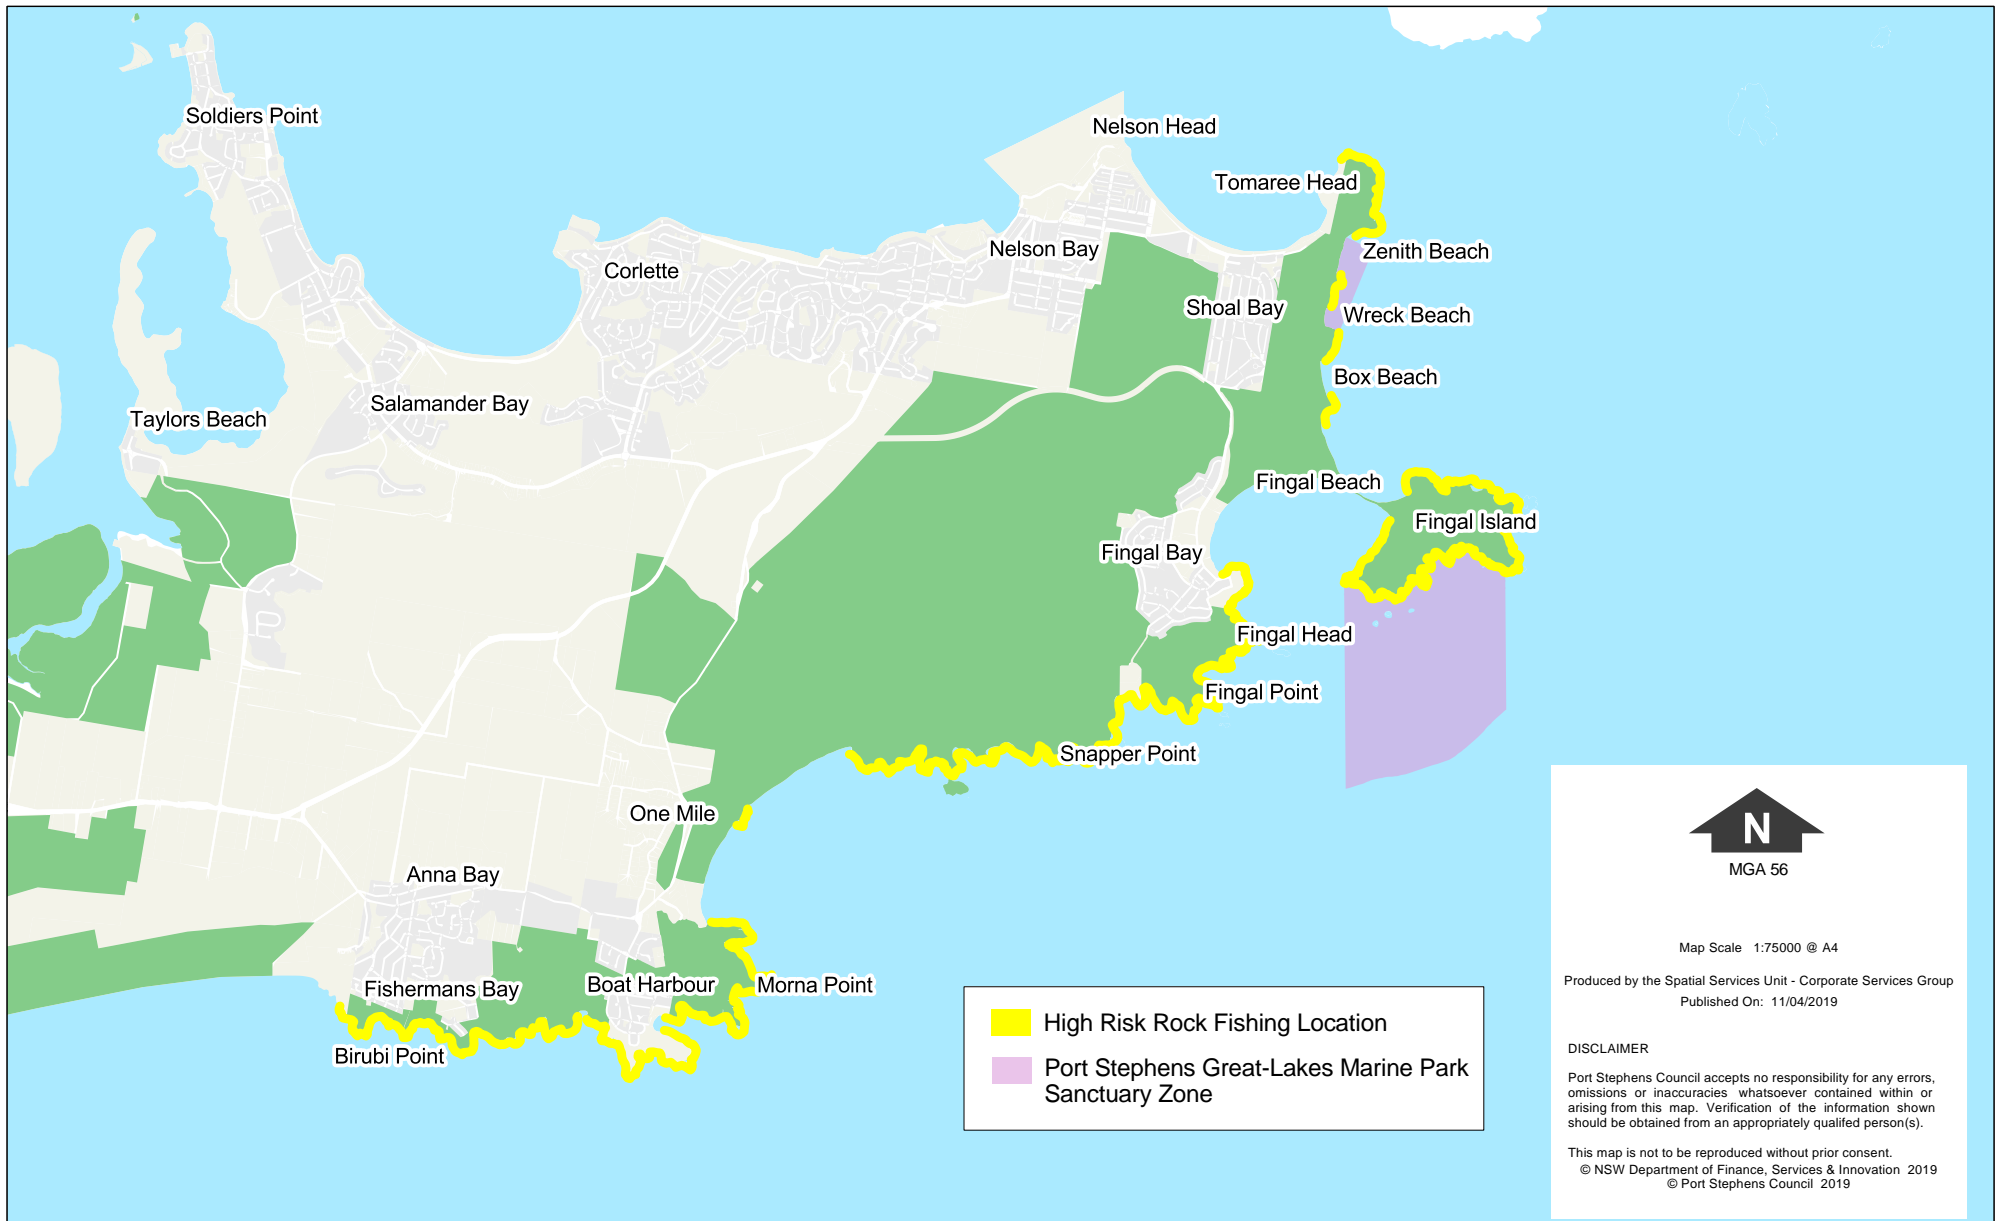 Soldiers Point
Nelson Head
Tomaree Head
Zenith Beach
Nelson Bay
Corlette
Shoal Bay
Wreck Beach
Box Beach
Salamander Bay
Taylors Beach
Fingal Beach
Fingal Island
Fingal Bay
Fingal Head
Fingal Point
Snapper Point
One Mile
Anna Bay
Fishermans Bay
Boat Harbour
Morna Point
Birubi Point
High Risk Rock Fishing Location
Port Stephens Great-Lakes Marine Park
Sanctuary Zone
N
MGA 56
Map Scale 1:75000 @ A4
Produced by the Spatial Services Unit - Corporate Services Group
Published On: 11/04/2019
DISCLAIMER
Port Stephens Council accepts no responsibility for any errors,
omissions or inaccuracies whatsoever contained within or
arising from this map. Verification of the information shown
should be obtained from an appropriately qualifed person(s).
This map is not to be reproduced without prior consent.
© NSW Department of Finance, Services & Innovation 2019
© Port Stephens Council 2019